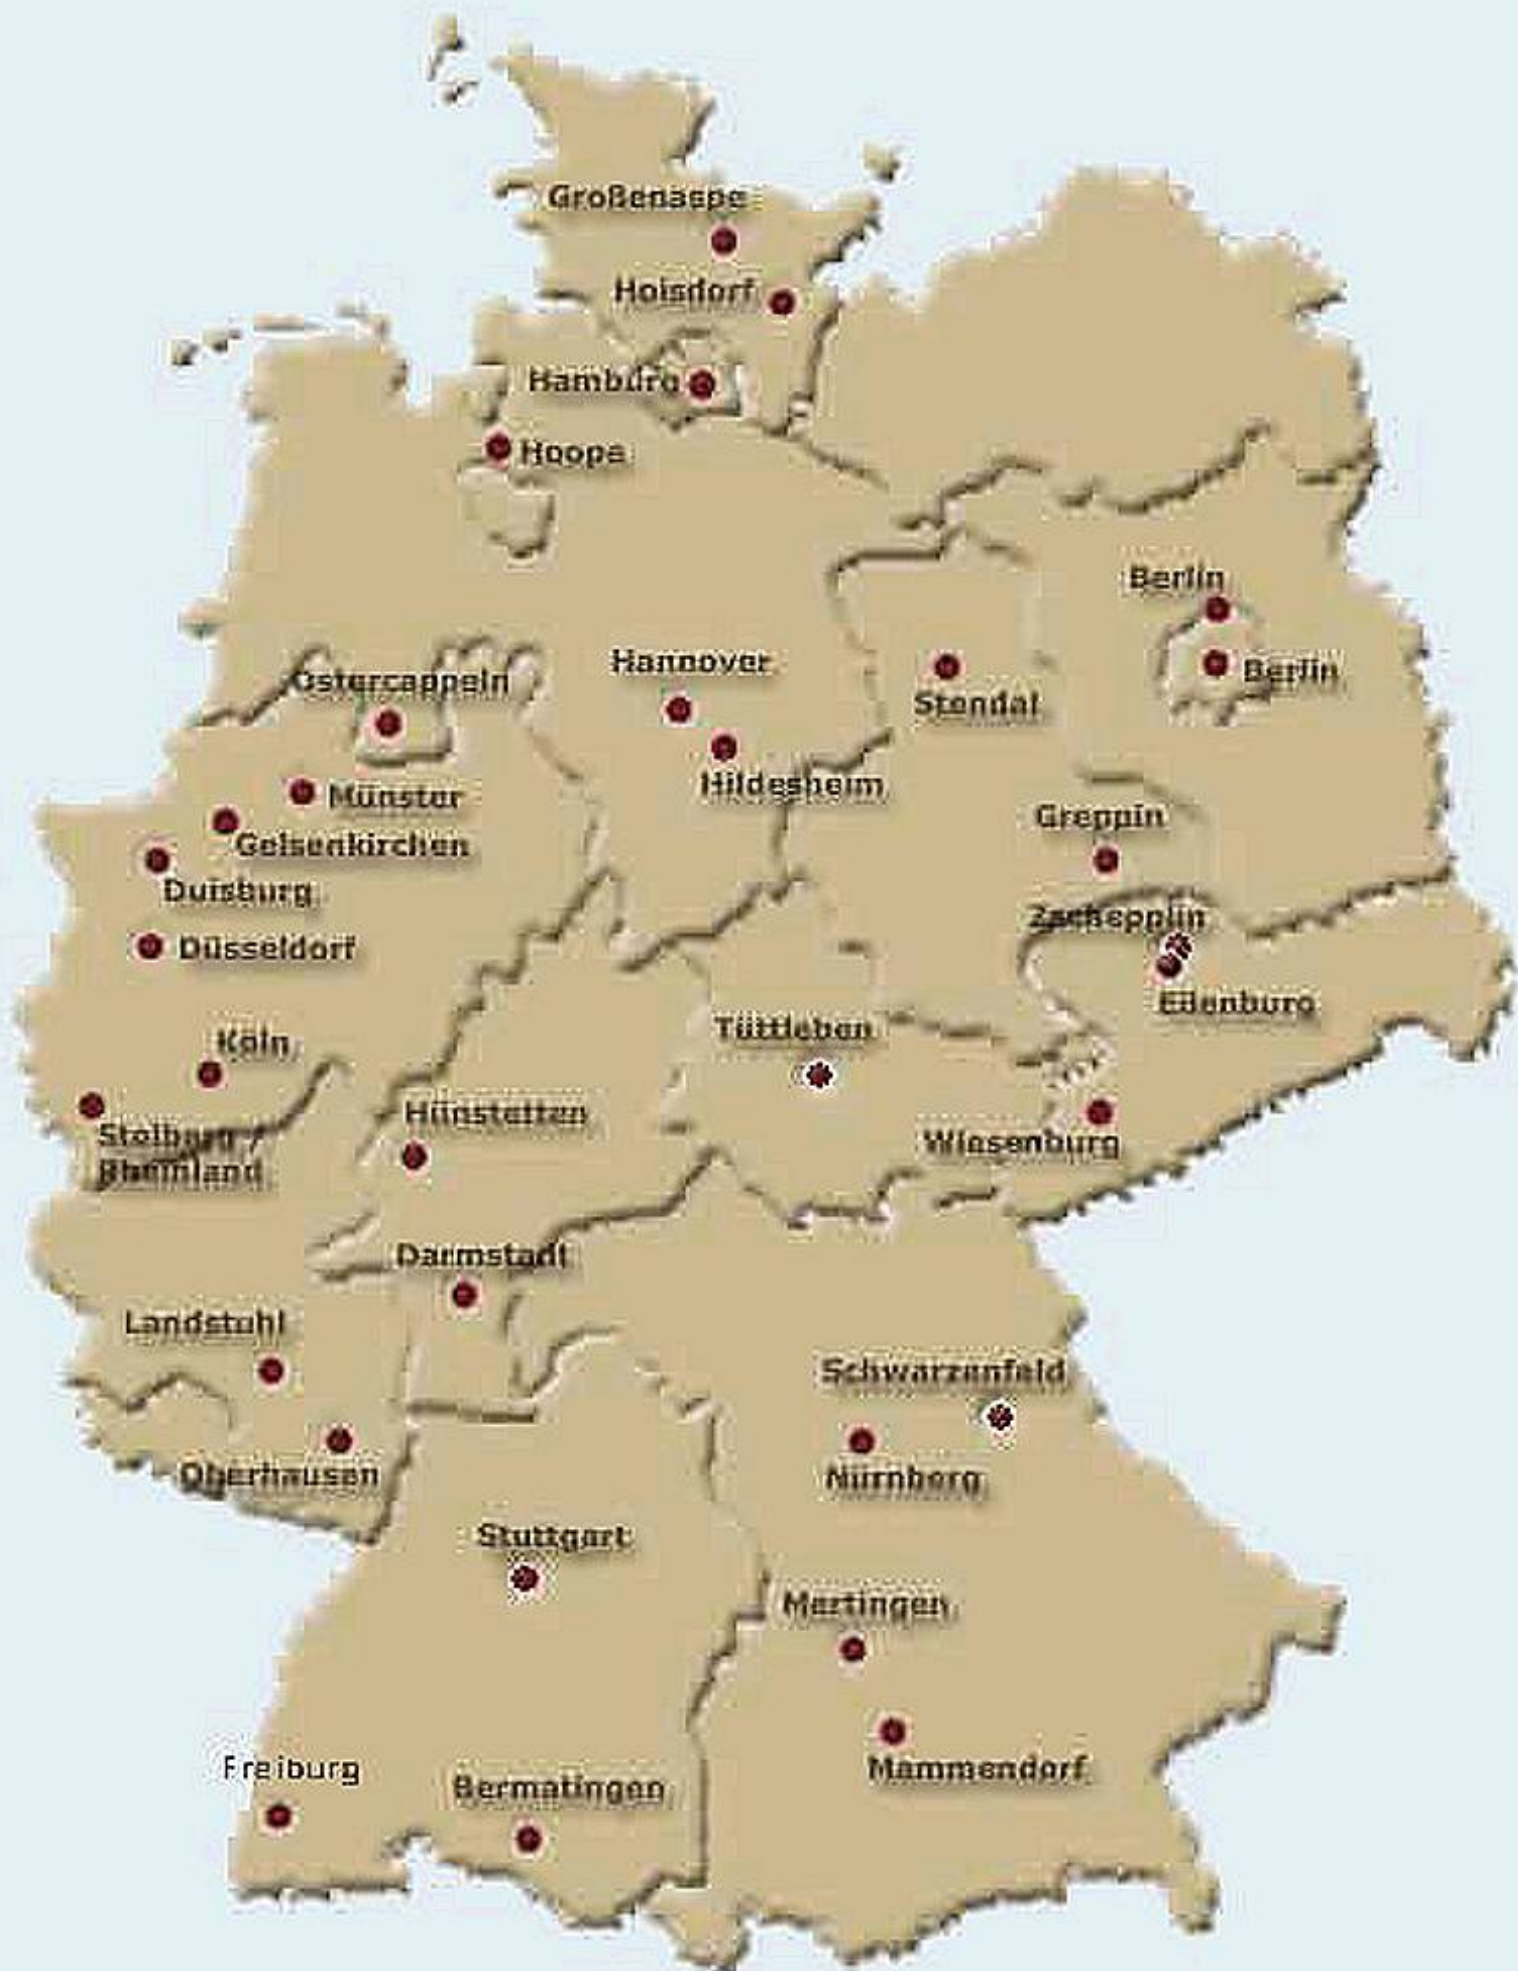 Großenaspe
Hoisdorf
Hamburg
Hoope
Berlin
Berlin
Hannover
Ostercappeln
Stendal
Hildesheim
Münster
Greppin
Gelsenkirchen
Duisburg
Zschepplin
Düsseldorf
Eilenburg
Tüttleben
Köln
Hünstetten
Stolberg /
Rheinland
Wiesenburg
Darmstadt
Landstuhl
Schwarzenfeld
Oberhausen
Nürnberg
Stuttgart
Mertingen
Freiburg
Mammendorf
Bermatingen